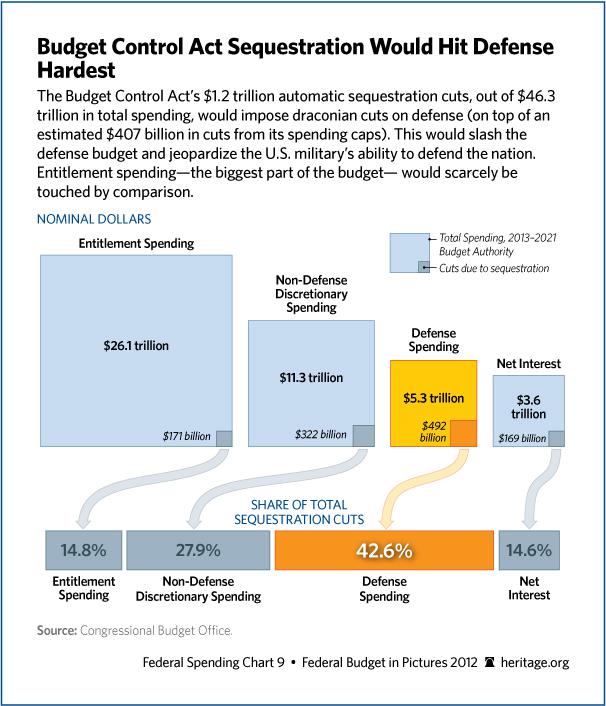 Budget Control Act Sequestration Would Hit Defense
Hardest
The Budget Control Act's $1.2 trillion automatic sequestration cuts, out of $46.3
trillion in total spending, would impose draconian cuts on defense (on top of an
estimated $407 billion in cuts from its spending caps). This would slash the
defense budget and jeopardize the U.S. military's ability to defend the nation.
Entitlement spending—the biggest part of the budget— would scarcely be
touched by comparison.
NOMINAL DOLLARS
Total Spending, 2013–2021
Budget Authority
Cuts due to sequestration
Entitlement Spending
$26.1 trillion
$171 billion
Non-Defense
Discretionary
Spending
$11.3 trillion
$322 billion
Defense
Spending
$5.3 trillion
$492
billion
Net Interest
$3.6
trillion
$169 billion
SHARE OF TOTAL
SEQUESTRATION CUTS
14.8%
27.9%
42.6%
14.6%
Entitlement
Spending
Non-Defense
Discretionary Spending
Defense
Spending
Net
Interest
Source: Congressional Budget Office.
Federal Spending Chart 9 • Federal Budget in Pictures 2012 heritage.org